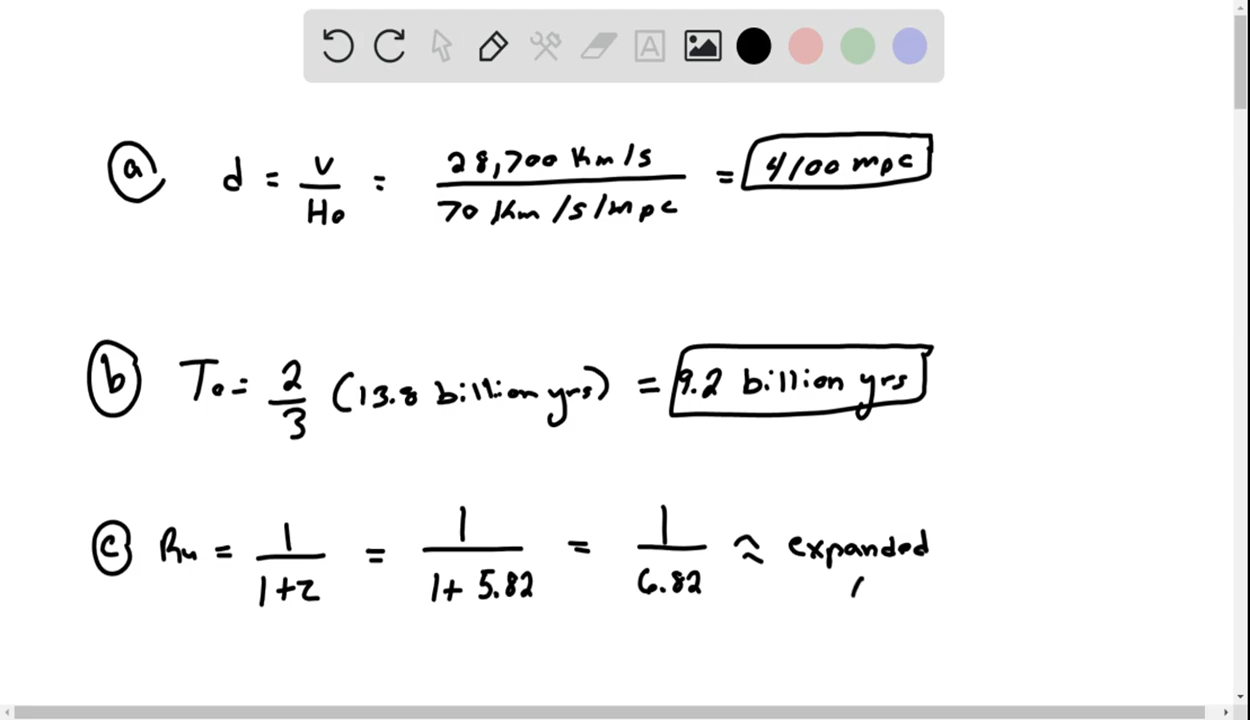 (a) d = v/H0 = 28,700 Km/s / 70 Km/s/mpc = 4100 mpc
(b) T0 = 2/3 (13.8 billion yrs) = 9.2 billion yrs
(c) Ru = 1/1+z = 1/1+5.82 = 1/6.82 ≈ expanded